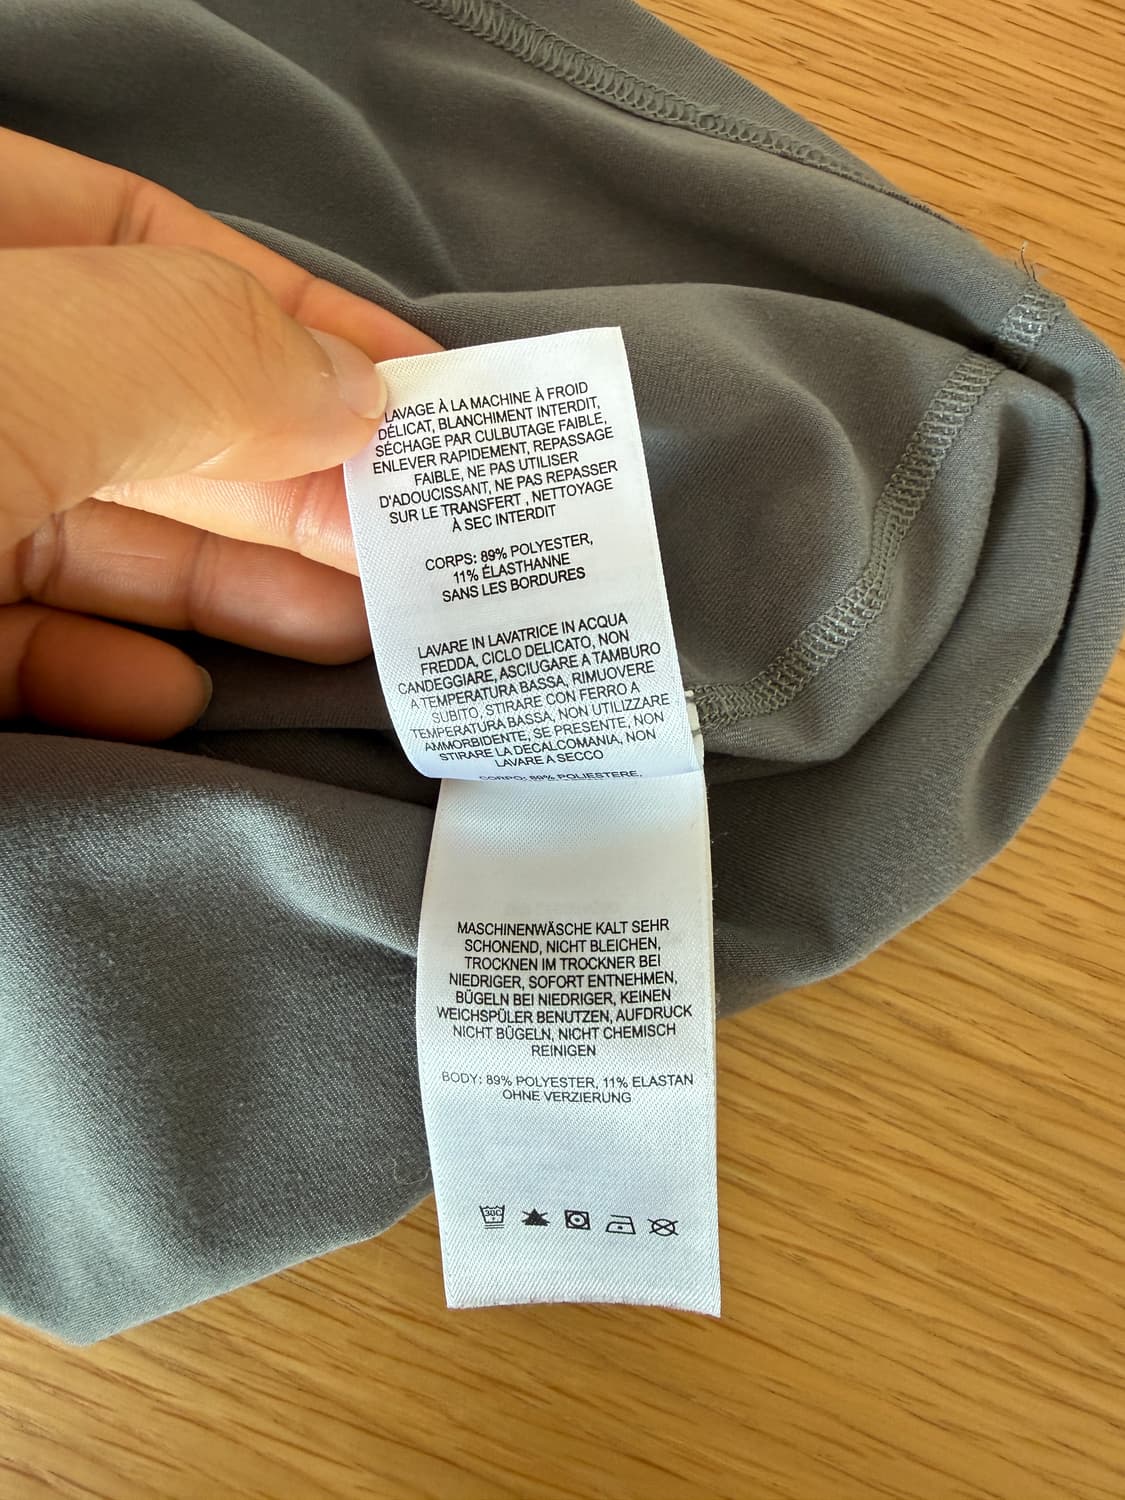 LAVAGE À LA MACHINE À FROID
DÉLICAT, BLANCHIMENT INTERDIT,
SÉCHAGE PAR CULBUTAGE FAIBLE,
ENLEVER RAPIDEMENT, REPASSAGE
FAIBLE, NE PAS UTILISER
D'ADOUCISSANT, NE PAS REPASSER
SUR LE TRANSFERT , NETTOYAGE
À SEC INTERDIT
CORPS: 89% POLYESTER,
11% ÉLASTHANNE
SANS LES BORDURES
LAVARE IN LAVATRICE IN ACQUA
FREDDA, CICLO DELICATO, NON
CANDEGGIARE, ASCIUGARE A TAMBURO
A TEMPERATURA BASSA, RIMUOVERE
SUBITO, STIRARE CON FERRO A
TEMPERATURA BASSA, NON UTILIZZARE
AMMORBIDENTE, SE PRESENTE, NON
STIRARE LA DECALCOMANIA, NON
LAVARE A SECCO
CORPO: 89% POLIESTERE,
MASCHINENWÄSCHE KALT SEHR
SCHONEND, NICHT BLEICHEN,
TROCKNEN IM TROCKNER BEI
NIEDRIGER, SOFORT ENTNEHMEN,
BÜGELN BEI NIEDRIGER, KEINEN
WEICHSPÜLER BENUTZEN, AUFDRUCK
NICHT BÜGELN, NICHT CHEMISCH
REINIGEN
BODY: 89% POLYESTER, 11% ELASTAN
OHNE VERZIERUNG
30C